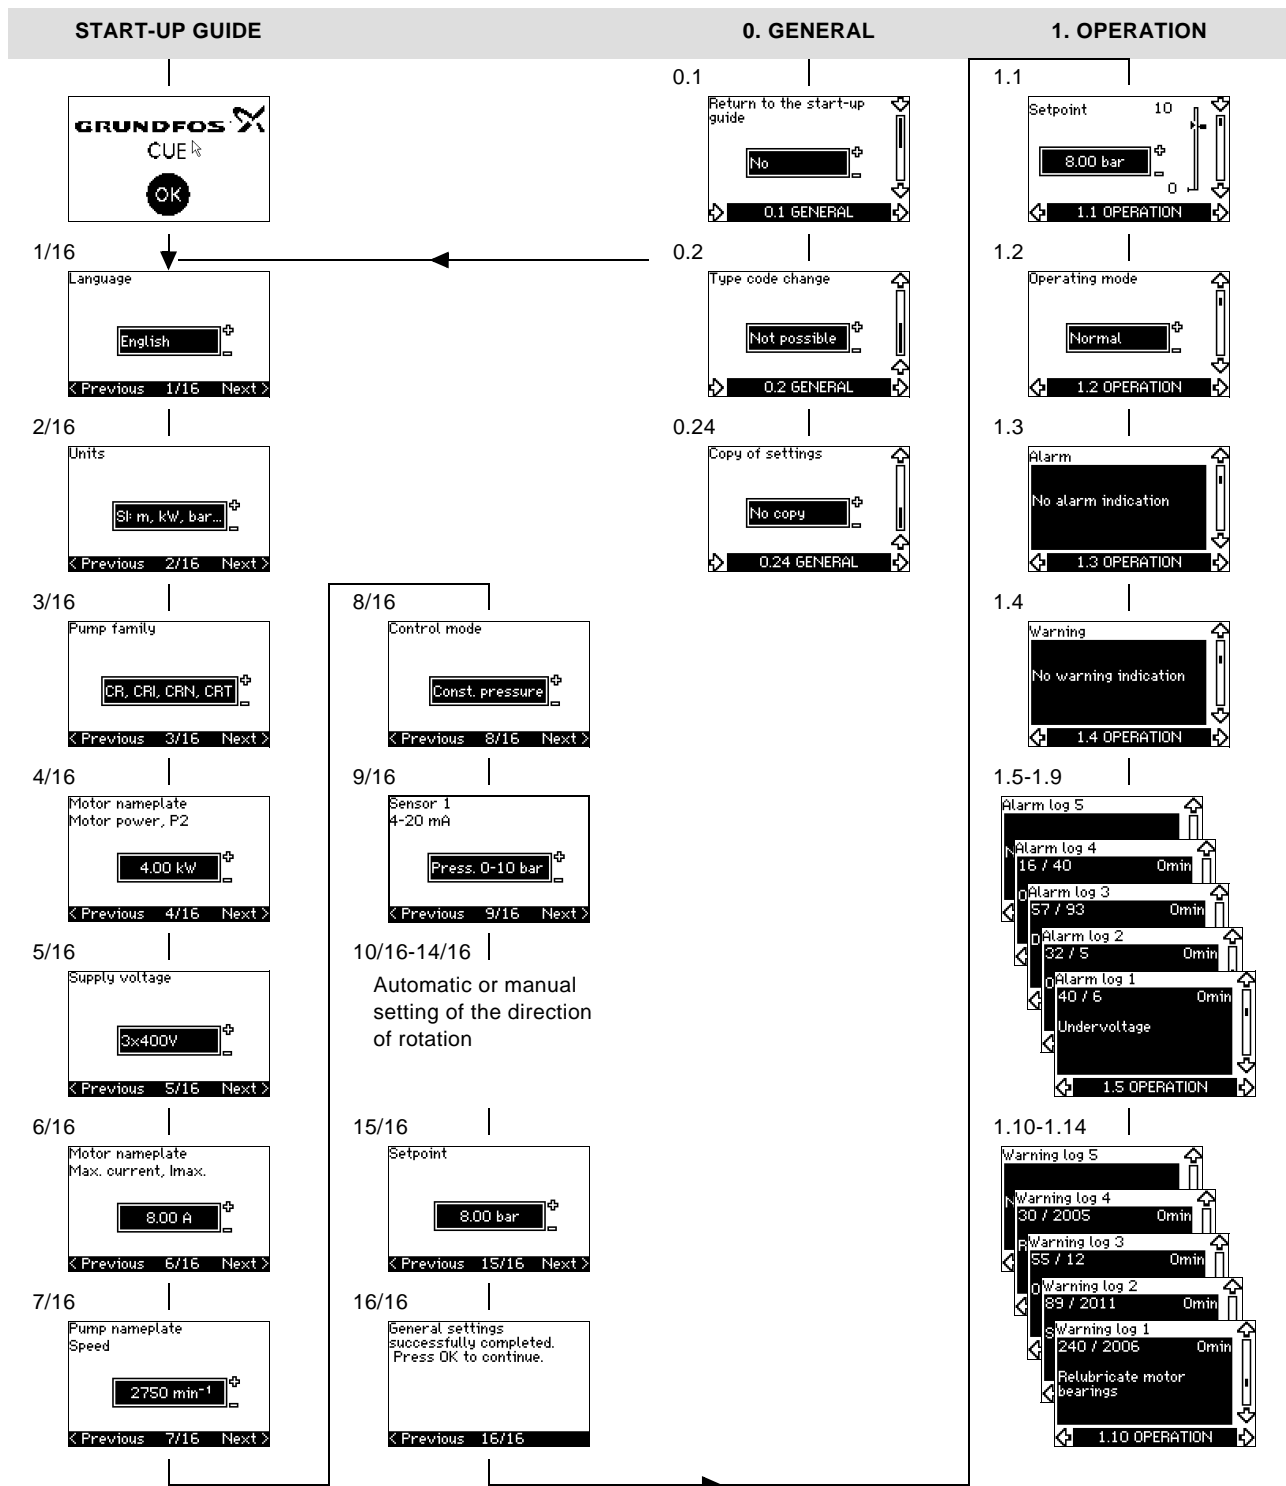 START-UP GUIDE
0. GENERAL
1. OPERATION
GRUNDFOS
CUE
OK
1/16
Language
English
< Previous 1/16 Next >
2/16
Units
SI: m, kW, bar...
< Previous 2/16 Next >
3/16
Pump family
CR, CRI, CRN, CRT
< Previous 3/16 Next >
4/16
Motor nameplate
Motor power, P2
4.00 kW
< Previous 4/16 Next >
5/16
Supply voltage
3x400V
< Previous 5/16 Next >
6/16
Motor nameplate
Max. current, Imax.
8.00 A
< Previous 6/16 Next >
7/16
Pump nameplate
Speed
2750 min⁻¹
< Previous 7/16 Next >
8/16
Control mode
Const. pressure
< Previous 8/16 Next >
9/16
Sensor 1
4-20 mA
Press. 0-10 bar
< Previous 9/16 Next >
10/16-14/16
Automatic or manual
setting of the direction
of rotation
15/16
Setpoint
8.00 bar
< Previous 15/16 Next >
16/16
General settings
successfully completed.
Press OK to continue.
< Previous 16/16
0.1
Return to the start-up
guide
No
0.1 GENERAL
0.2
Type code change
Not possible
0.2 GENERAL
0.24
Copy of settings
No copy
0.24 GENERAL
1.1
Setpoint 10
8.00 bar
0
1.1 OPERATION
1.2
Operating mode
Normal
1.2 OPERATION
1.3
Alarm
No alarm indication
1.3 OPERATION
1.4
Warning
No warning indication
1.4 OPERATION
1.5-1.9
Alarm log 5
N
Alarm log 4
16 / 40 0min
O
Alarm log 3
57 / 93 0min
D
Alarm log 2
32 / 5 0min
O
Alarm log 1
40 / 6 0min
Undervoltage
1.5 OPERATION
1.10-1.14
Warning log 5
N
Warning log 4
30 / 2005 0min
R
Warning log 3
55 / 12 0min
O
Warning log 2
89 / 2011 0min
S
Warning log 1
240 / 2006 0min
Relubricate motor
bearings
1.10 OPERATION